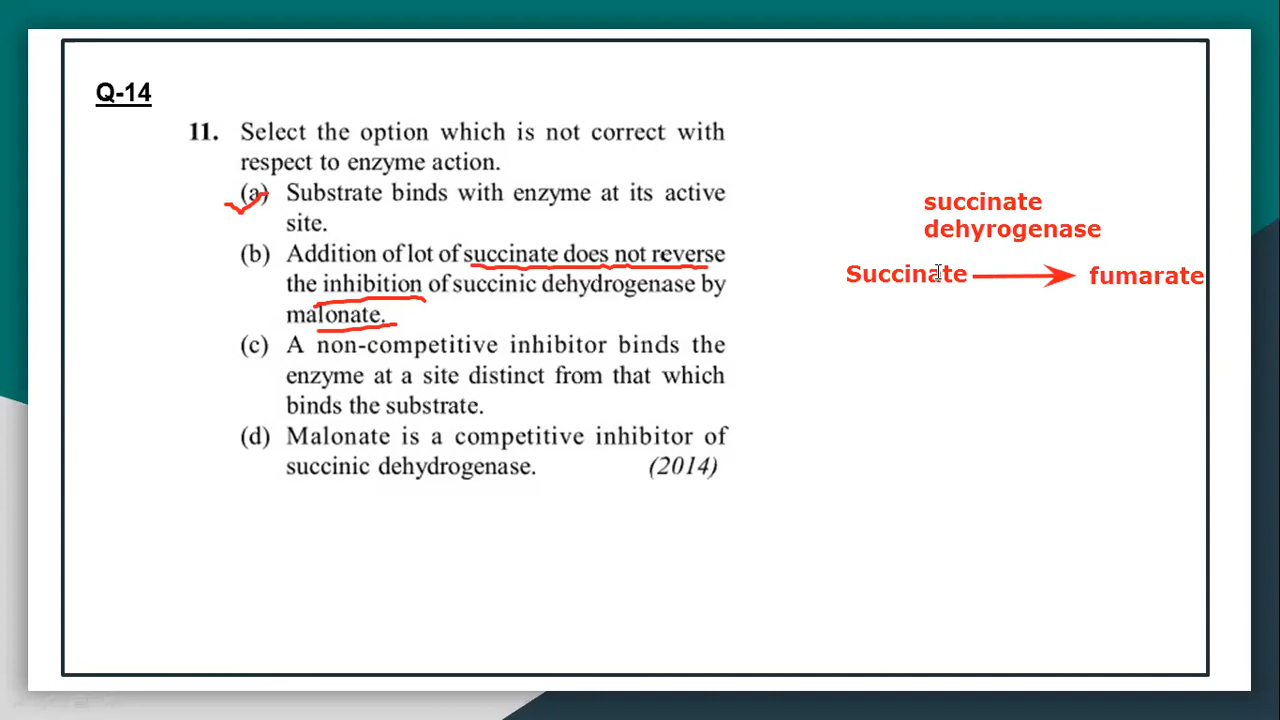 Q-14
11. Select the option which is not correct with
respect to enzyme action.
(a) Substrate binds with enzyme at its active
site.
(b) Addition of lot of succinate does not reverse
the inhibition of succinic dehydrogenase by
malonate.
(c) A non-competitive inhibitor binds the
enzyme at a site distinct from that which
binds the substrate.
(d) Malonate is a competitive inhibitor of
succinic dehydrogenase. (2014)
succinate
dehyrogenase
Succinate fumarate